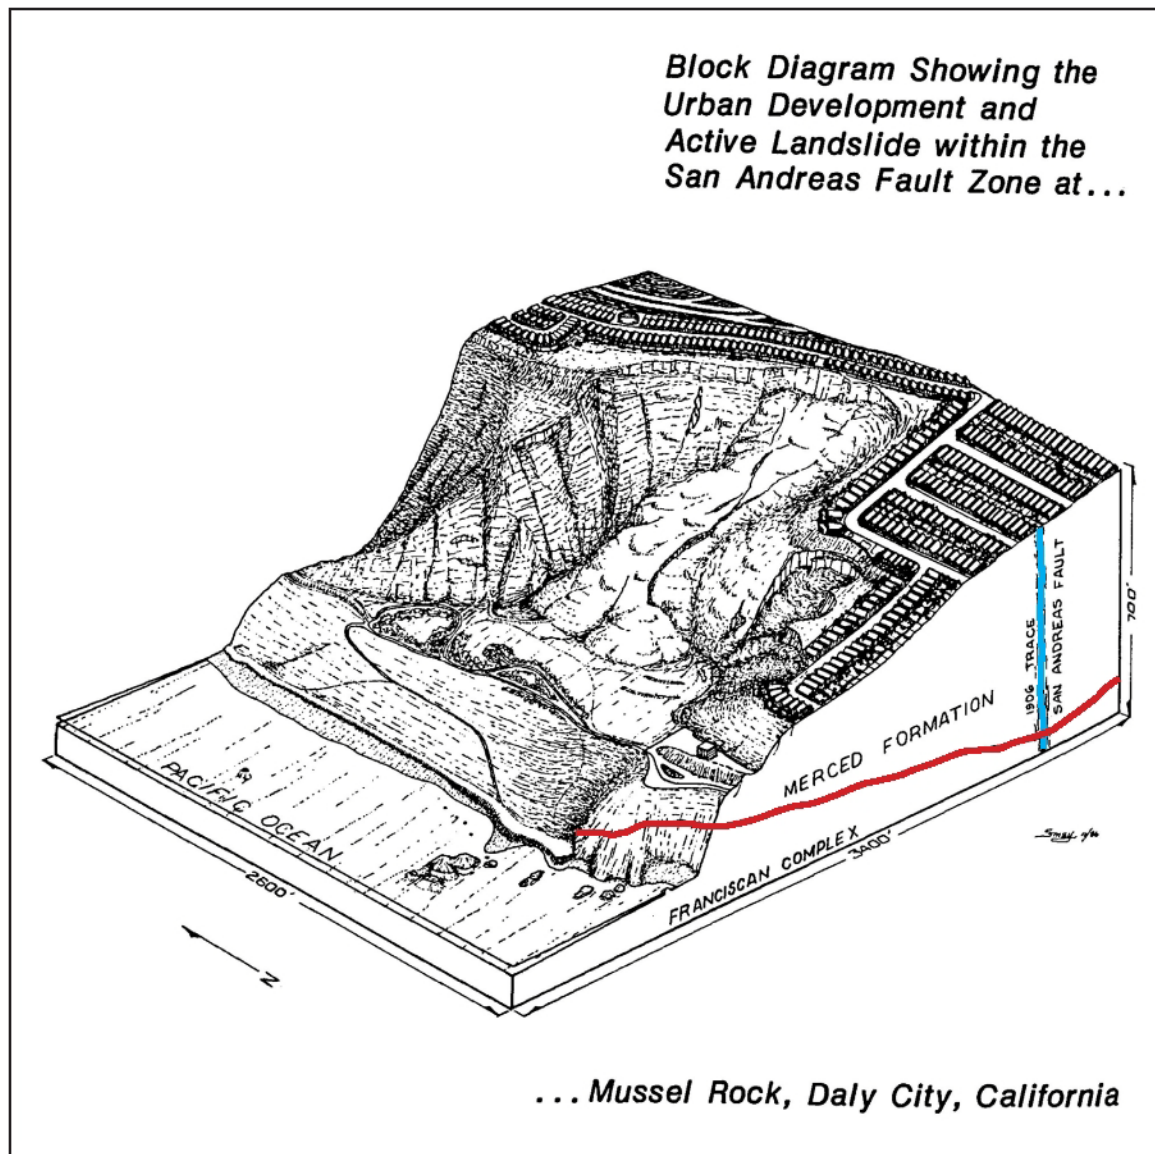 Block Diagram Showing the
Urban Development and
Active Landslide within the
San Andreas Fault Zone at...
700'
1906 TRACE
SAN ANDREAS FAULT
MERCED FORMATION
PACIFIC OCEAN
FRANCISCAN COMPLEX
3400'
2600'
N
...Mussel Rock, Daly City, California